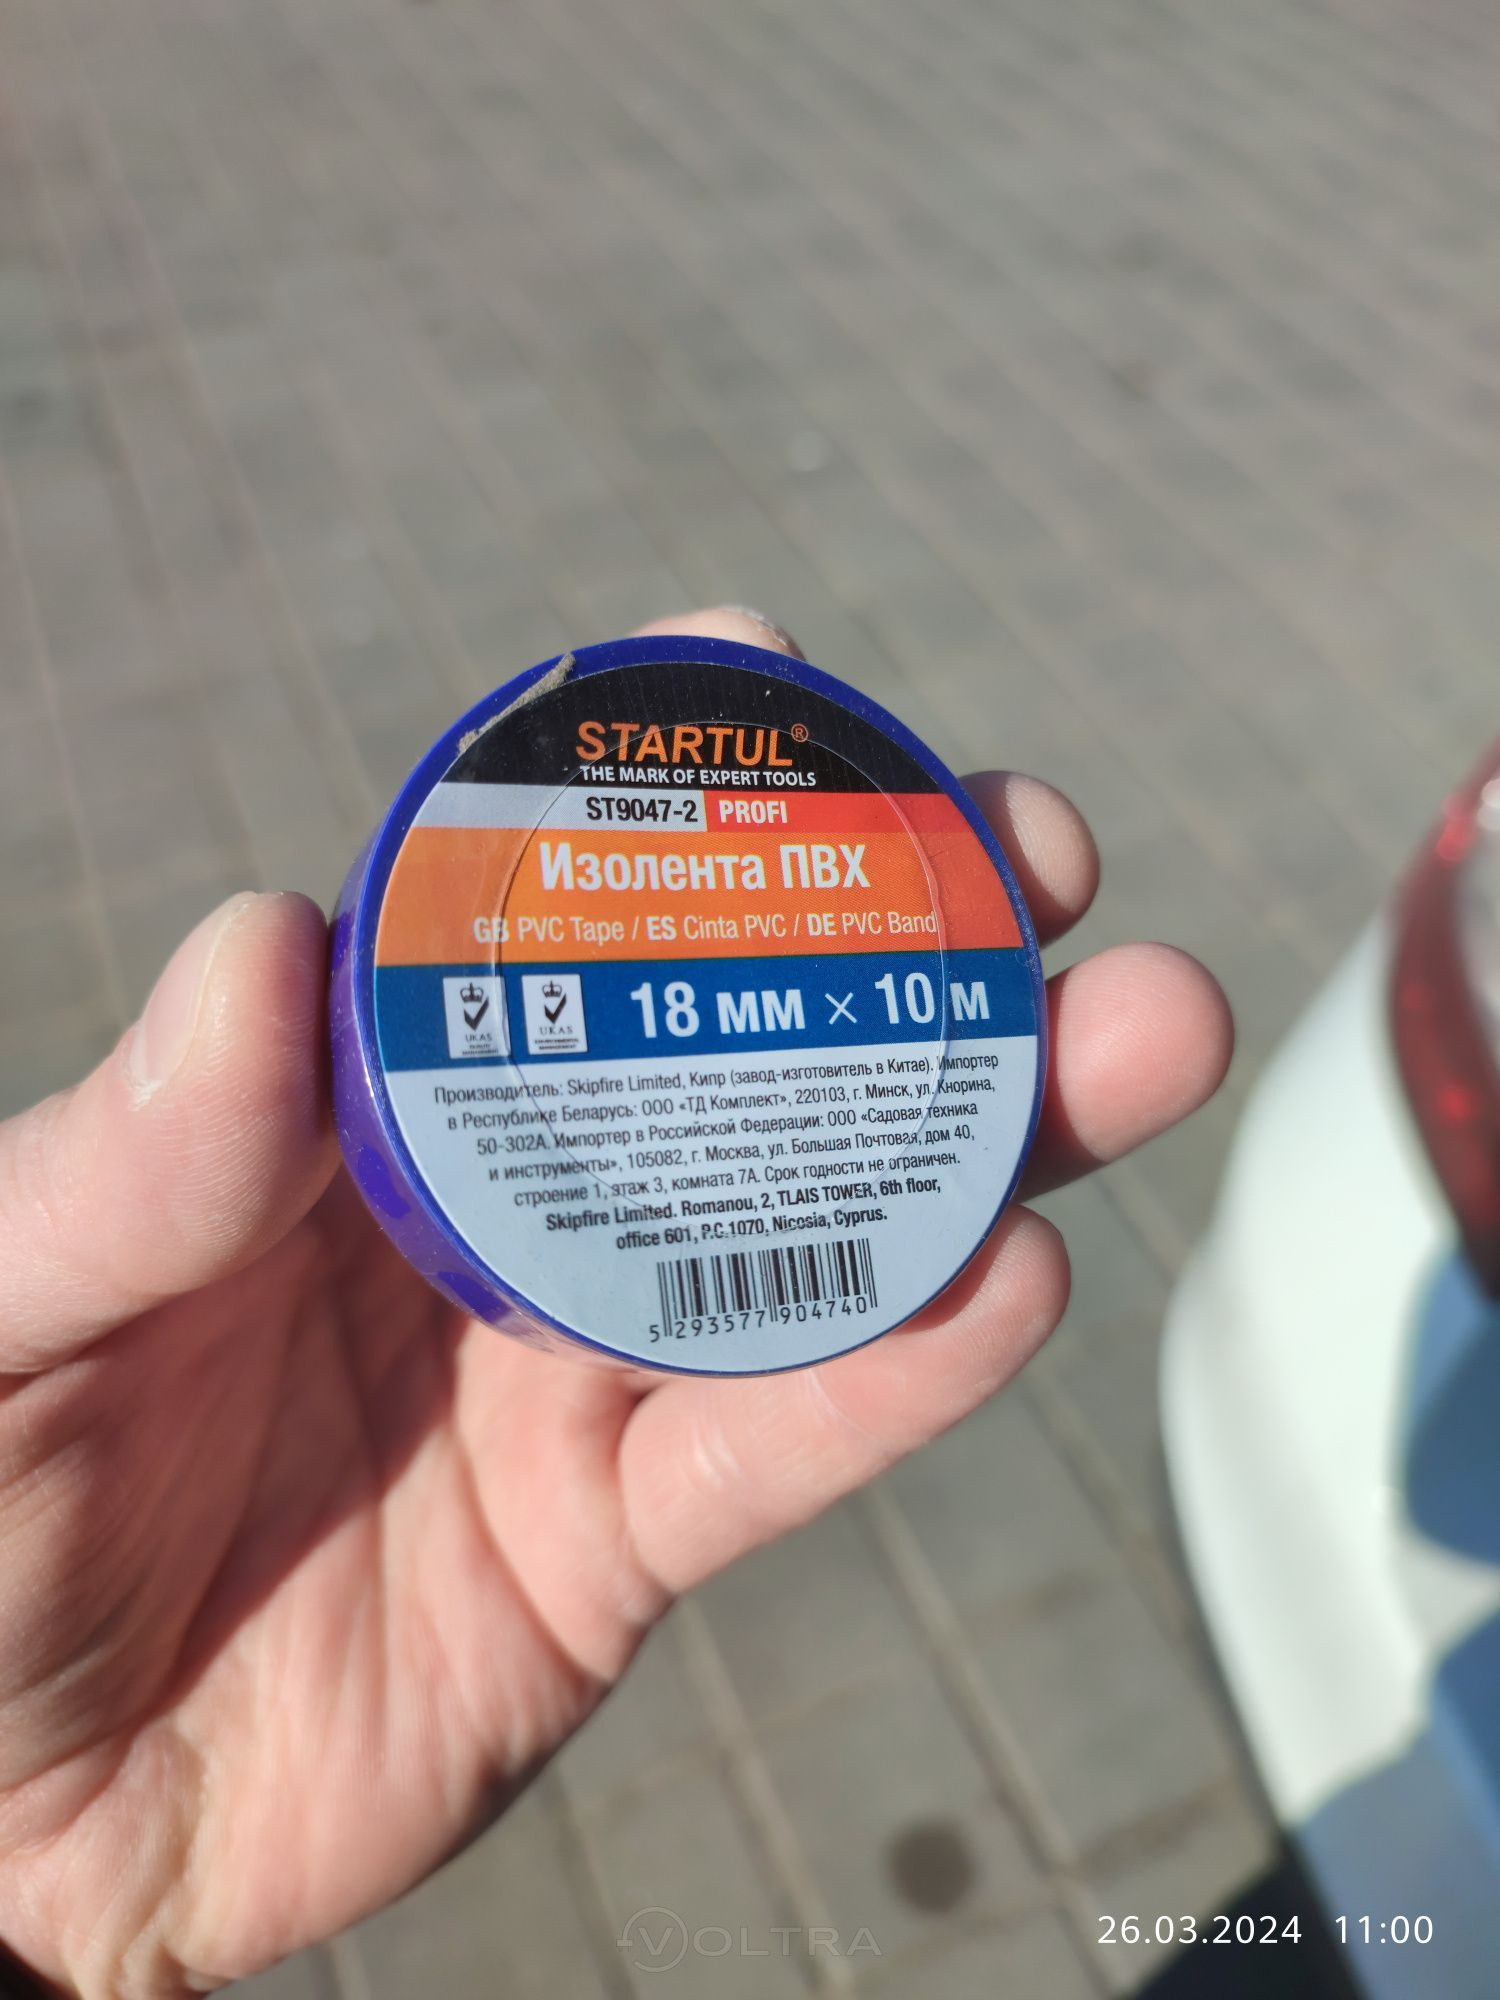 STARTUL®
THE MARK OF EXPERT TOOLS
ST9047-2 PROFI
Изолента ПВХ
GB PVC Tape / ES Cinta PVC / DE PVC Band
UKAS
QUALITY
MANAGEMENT
UKAS
ENVIRONMENTAL
MANAGEMENT
18 мм × 10 м
Производитель: Skipfire Limited, Кипр (завод-изготовитель в Китае). Импортер
в Республике Беларусь: ООО «ТД Комплект», 220103, г. Минск, ул. Кнорина,
50-302А. Импортер в Российской Федерации: ООО «Садовая техника
и инструменты», 105082, г. Москва, ул. Большая Почтовая, дом 40,
строение 1, этаж 3, комната 7А. Срок годности не ограничен.
Skipfire Limited. Romanou, 2, TLAIS TOWER, 6th floor,
office 601, P.C.1070, Nicosia, Cyprus.
5 293577 904740
VOLTRA
26.03.2024 11:00